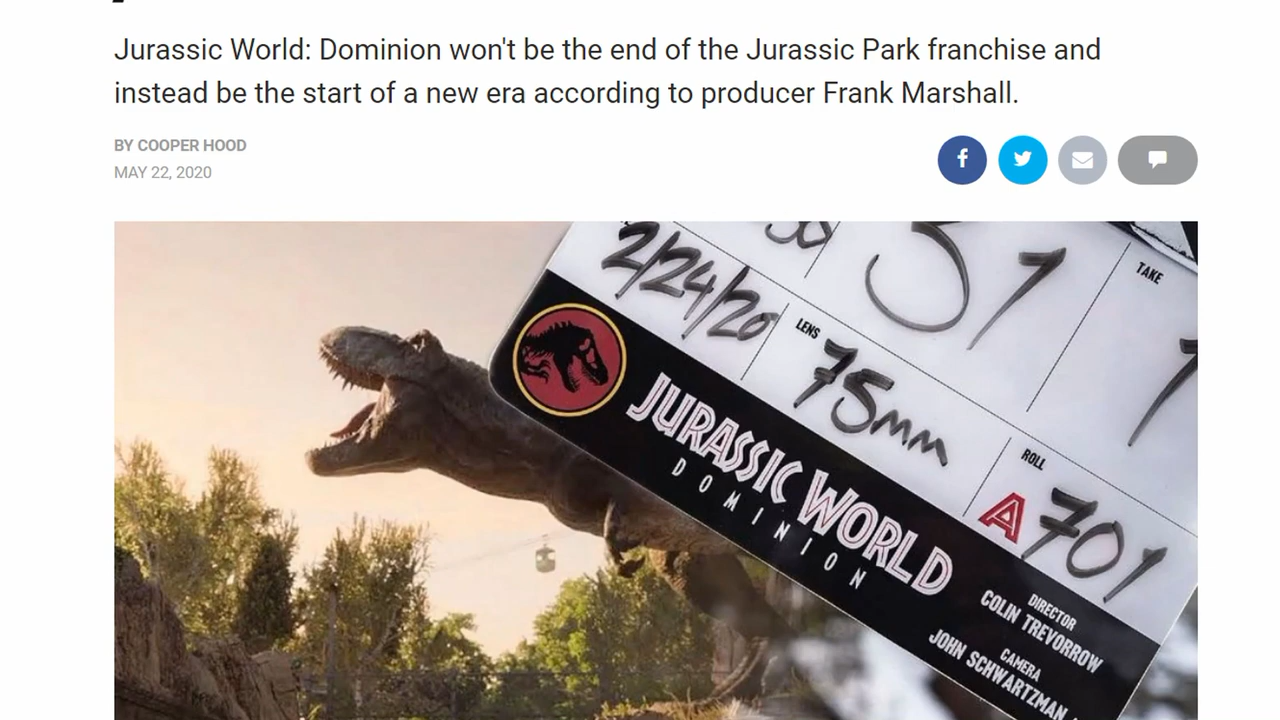 Jurassic World: Dominion won't be the end of the Jurassic Park franchise and
instead be the start of a new era according to producer Frank Marshall.
BY COOPER HOOD
MAY 22, 2020
TAKE
2/24/20
LENS
75mm
ROLL
A 701
JURASSIC WORLD
DOMINION
DIRECTOR
COLIN TREVORROW
CAMERA
JOHN SCHWARTZMAN